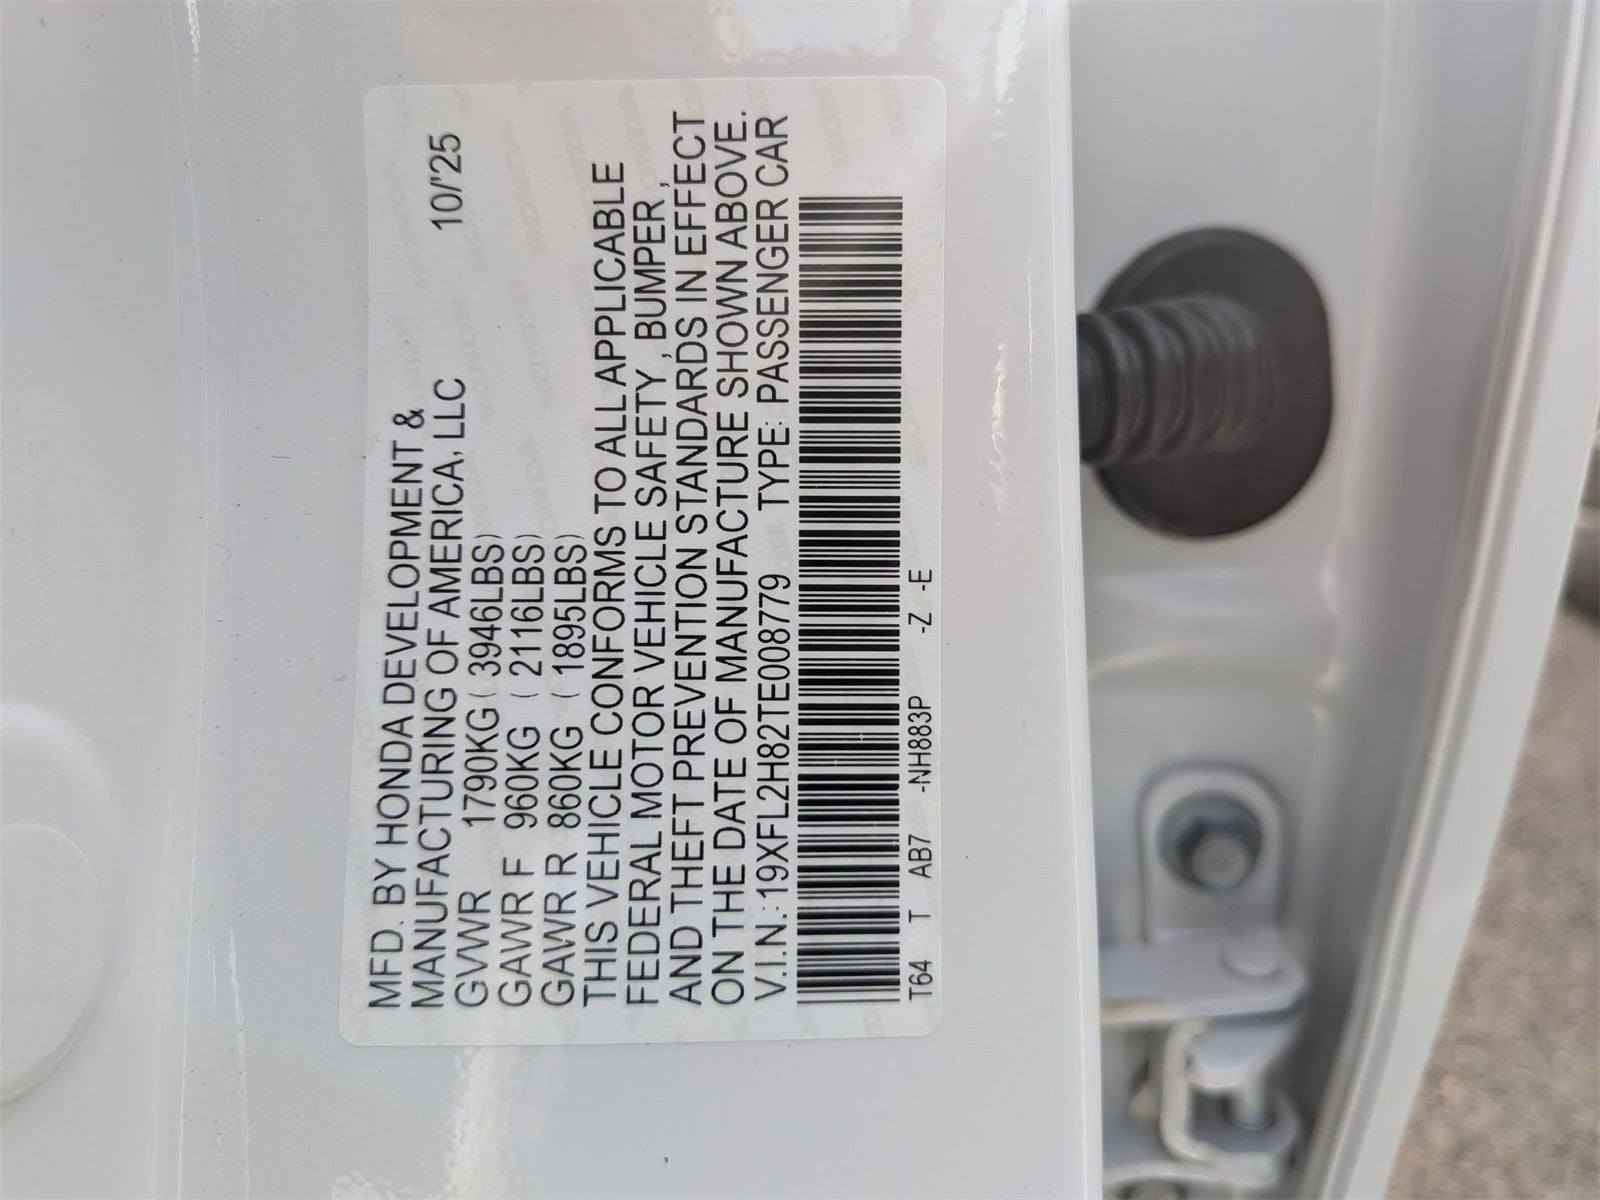 MFD. BY HONDA DEVELOPMENT &
MANUFACTURING OF AMERICA, LLC 10/'25
GVWR 1790KG ( 3946LBS)
GAWR F 960KG ( 2116LBS)
GAWR R 860KG ( 1895LBS)
THIS VEHICLE CONFORMS TO ALL APPLICABLE
FEDERAL MOTOR VEHICLE SAFETY , BUMPER ,
AND THEFT PREVENTION STANDARDS IN EFFECT
ON THE DATE OF MANUFACTURE SHOWN ABOVE.
V.I.N.: 19XFL2H82TE008779 TYPE: PASSENGER CAR
T64 T AB7 -NH883P -Z -E